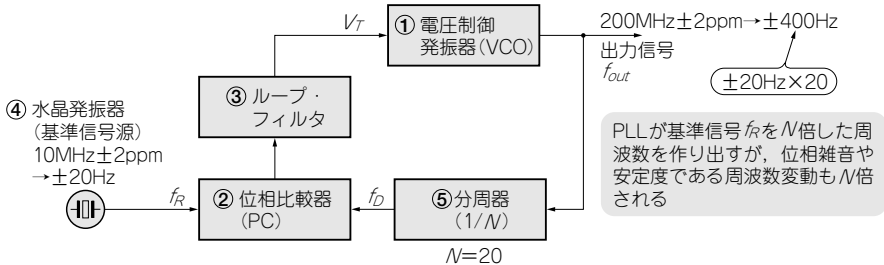 V_T
① 電圧制御
発振器(VCO)
200MHz±2ppm→±400Hz
出力信号
f_out
±20Hz×20
③ ループ・
フィルタ
④ 水晶発振器
(基準信号源)
10MHz±2ppm
→±20Hz
f_R
② 位相比較器
(PC)
f_D
⑤分周器
(1/N)
N=20
PLLが基準信号f_RをN倍した周
波数を作り出すが，位相雑音や
安定度である周波数変動もN倍
される